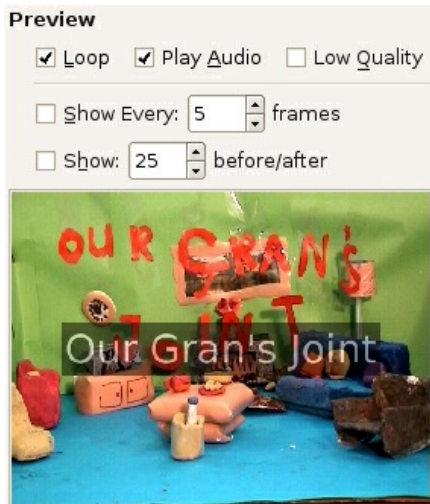 Preview
Loop Play Audio Low Quality
Show Every: 5 frames
Show: 25 before/after
OUR GRAN'S
JOINT
Our Gran's Joint